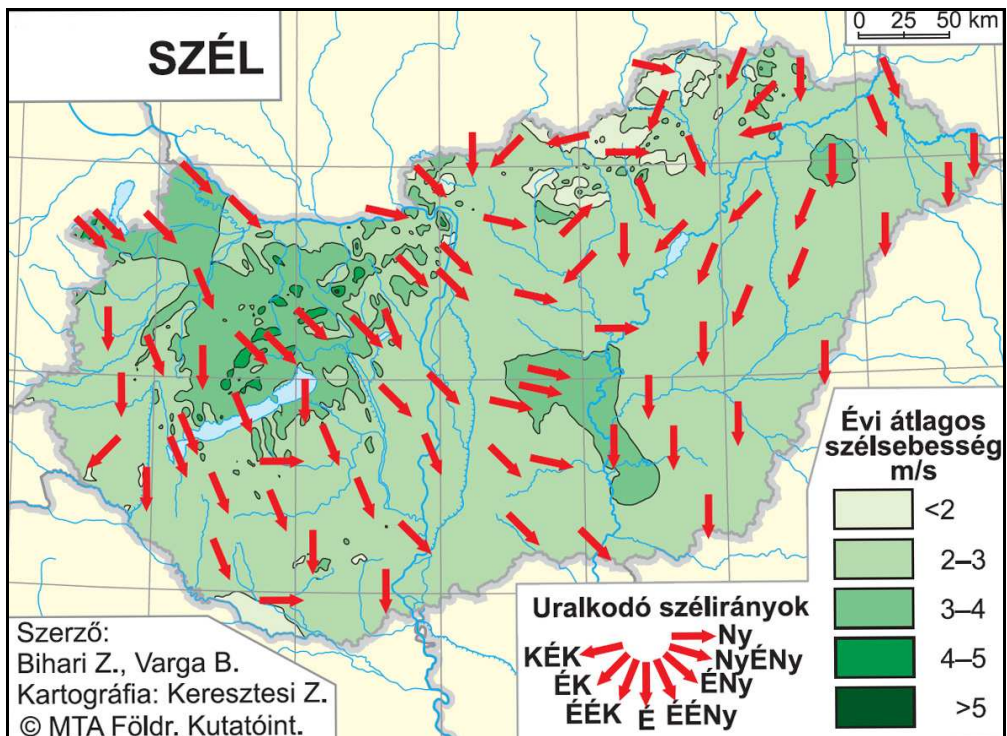 SZÉL
0 25 50 km
Évi átlagos
szélsebesség
m/s
<2
2–3
3–4
4–5
>5
Uralkodó szélirányok
Ny
NyÉNy
ÉNy
ÉÉNy
É
ÉÉK
ÉK
KÉK
Szerző:
Bihari Z., Varga B.
Kartográfia: Keresztesi Z.
© MTA Földr. Kutatóint.